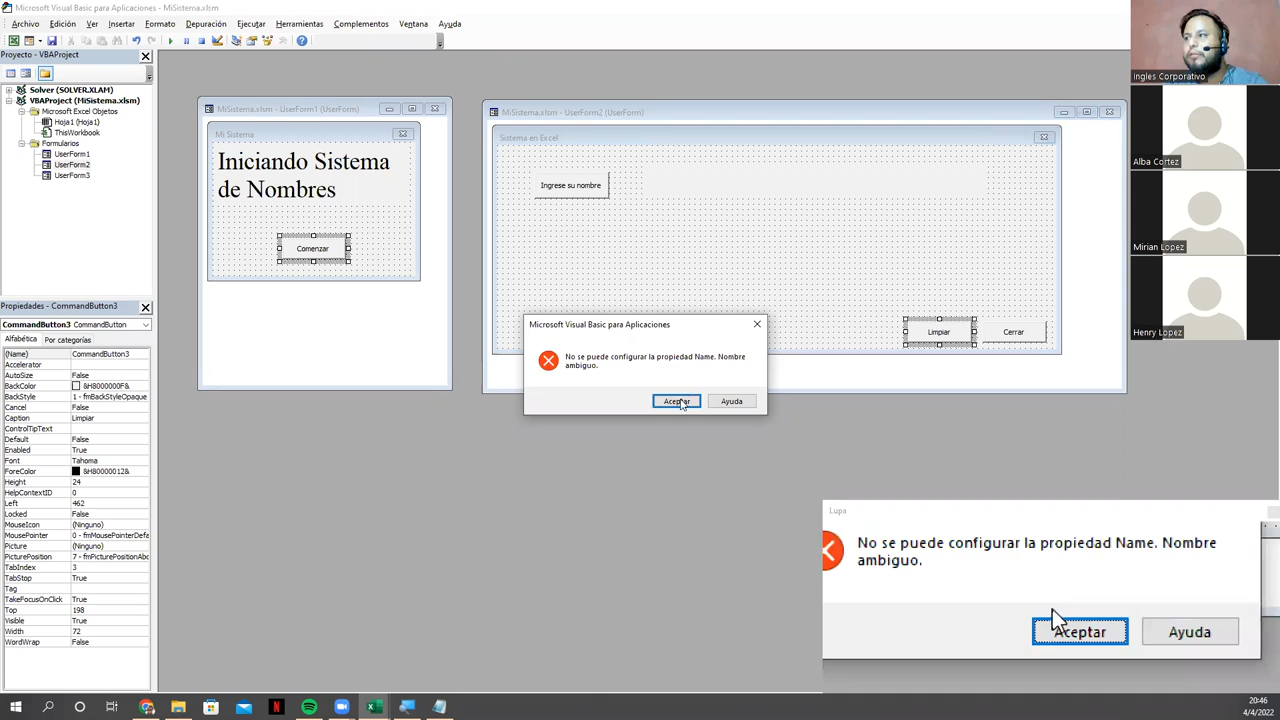 Microsoft Visual Basic para Aplicaciones - MiSistema.xlsm
Archivo Edición Ver Insertar Formato Depuración Ejecutar Herramientas Complementos Ventana Ayuda
Proyecto - VBAProject
Solver (SOLVER.XLAM)
VBAProject (MiSistema.xlsm)
Microsoft Excel Objetos
Hoja1 (Hoja1)
ThisWorkbook
Formularios
UserForm1
UserForm2
UserForm3
MiSistema.xlsm - UserForm1 (UserForm)
Mi Sistema
Iniciando Sistema
de Nombres
Comenzar
MiSistema.xlsm - UserForm2 (UserForm)
Sistema en Excel
Ingrese su nombre
Limpiar
Cerrar
Microsoft Visual Basic para Aplicaciones
No se puede configurar la propiedad Name. Nombre
ambiguo.
Aceptar
Ayuda
Ingles Corporativo
Alba Cortez
Mirian Lopez
Henry Lopez
Propiedades - CommandButton3
CommandButton3 CommandButton
Alfabética Por categorías
(Name) CommandButton3
Accelerator
AutoSize False
BackColor &H8000000F&
BackStyle 1 - fmBackStyleOpaque
Cancel False
Caption Limpiar
ControlTipText
Default False
Enabled True
Font Tahoma
ForeColor &H80000012&
Height 24
HelpContextID 0
Left 462
Locked False
MouseIcon (Ninguno)
MousePointer 0 - fmMousePointerDefa
Picture (Ninguno)
PicturePosition 7 - fmPicturePositionAbo
TabIndex 3
TabStop True
Tag
TakeFocusOnClick True
Top 198
Visible True
Width 72
WordWrap False
Lupa
No se puede configurar la propiedad Name. Nombre
ambiguo.
Aceptar
Ayuda
20:46
4/4/2022